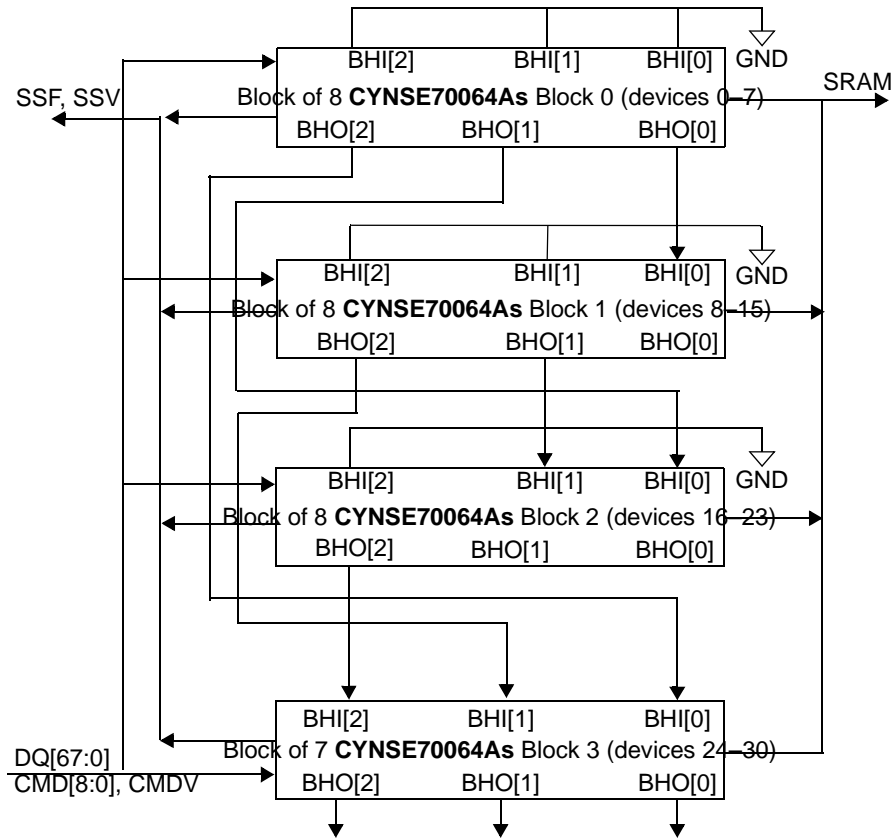 BHI[2] BHI[1] BHI[0] GND
SSF, SSV SRAM
Block of 8 CYNSE70064As Block 0 (devices 0–7)
BHO[2] BHO[1] BHO[0]
BHI[2] BHI[1] BHI[0] GND
Block of 8 CYNSE70064As Block 1 (devices 8–15)
BHO[2] BHO[1] BHO[0]
BHI[2] BHI[1] BHI[0] GND
Block of 8 CYNSE70064As Block 2 (devices 16–23)
BHO[2] BHO[1] BHO[0]
BHI[2] BHI[1] BHI[0]
Block of 7 CYNSE70064As Block 3 (devices 24–30)
DQ[67:0]
CMD[8:0], CMDV
BHO[2] BHO[1] BHO[0]